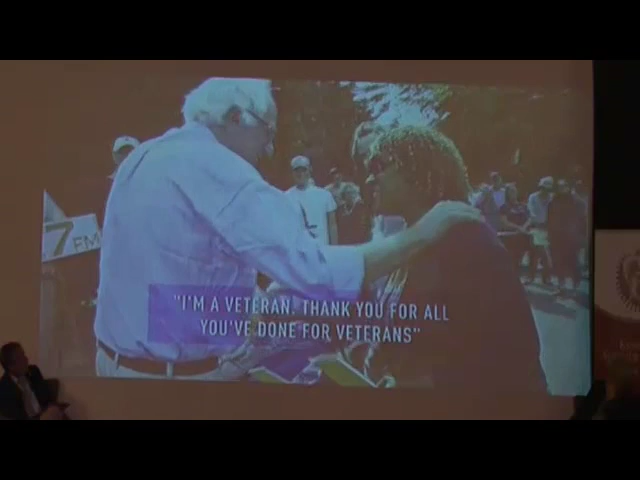 7FM
"I'M A VETERAN. THANK YOU FOR ALL
YOU'VE DONE FOR VETERANS"